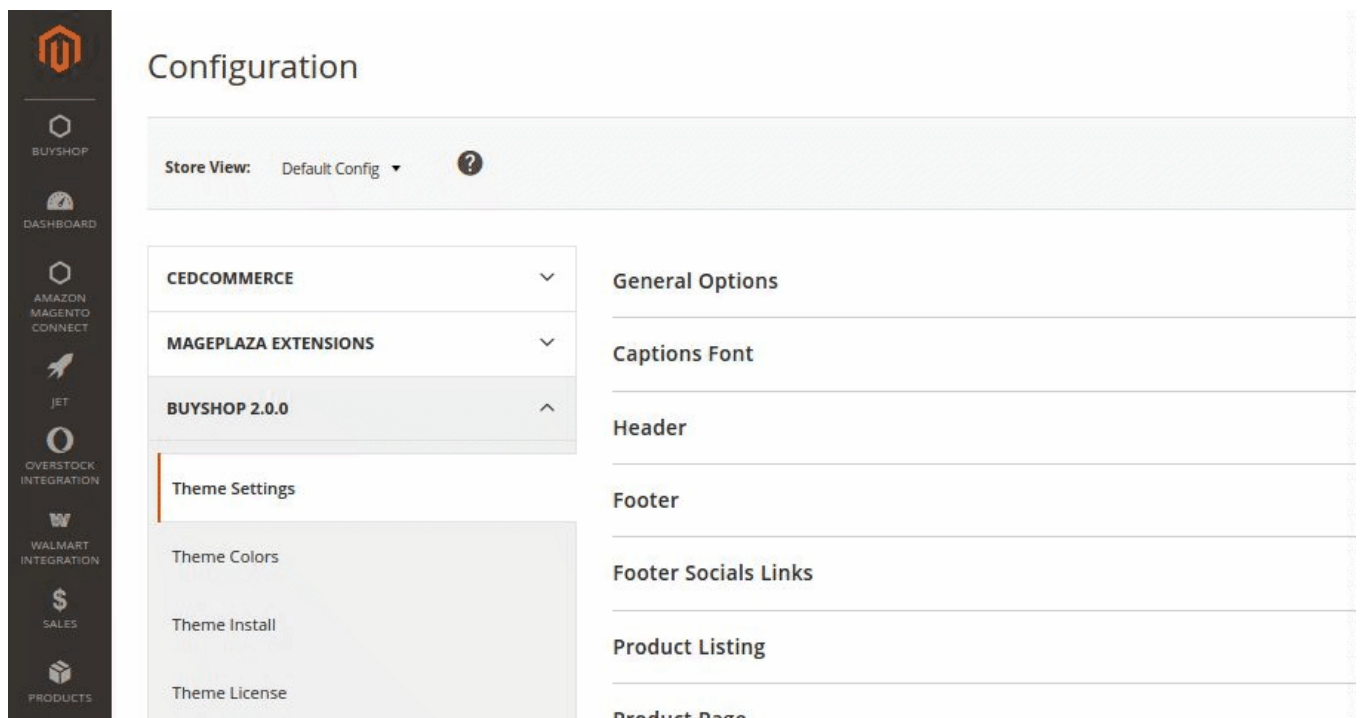 Configuration
BUYSHOP
Store View: Default Config
DASHBOARD
AMAZON
MAGENTO
CONNECT
JET
OVERSTOCK
INTEGRATION
WALMART
INTEGRATION
SALES
PRODUCTS
CEDCOMMERCE
MAGEPLAZA EXTENSIONS
BUYSHOP 2.0.0
Theme Settings
Theme Colors
Theme Install
Theme License
General Options
Captions Font
Header
Footer
Footer Socials Links
Product Listing
Product Page